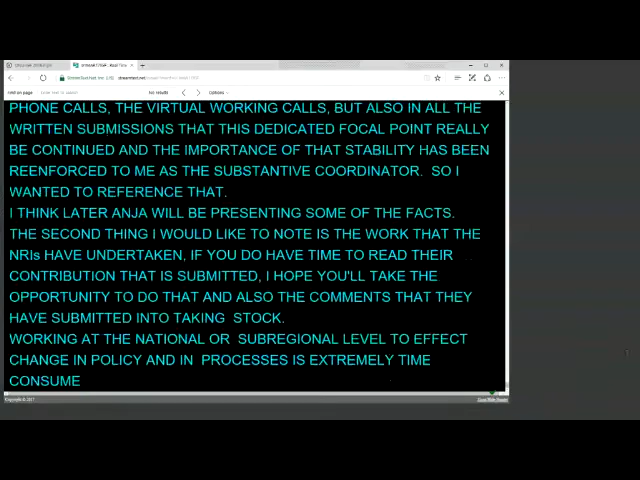 PHONE CALLS, THE VIRTUAL WORKING CALLS, BUT ALSO IN ALL THE
WRITTEN SUBMISSIONS THAT THIS DEDICATED FOCAL POINT REALLY
BE CONTINUED AND THE IMPORTANCE OF THAT STABILITY HAS BEEN
REENFORCED TO ME AS THE SUBSTANTIVE COORDINATOR. SO I
WANTED TO REFERENCE THAT.
I THINK LATER ANJA WILL BE PRESENTING SOME OF THE FACTS.
THE SECOND THING I WOULD LIKE TO NOTE IS THE WORK THAT THE
NRIs HAVE UNDERTAKEN, IF YOU DO HAVE TIME TO READ THEIR
CONTRIBUTION THAT IS SUBMITTED, I HOPE YOU'LL TAKE THE
OPPORTUNITY TO DO THAT AND ALSO THE COMMENTS THAT THEY
HAVE SUBMITTED INTO TAKING STOCK.
WORKING AT THE NATIONAL OR SUBREGIONAL LEVEL TO EFFECT
CHANGE IN POLICY AND IN PROCESSES IS EXTREMELY TIME
CONSUME